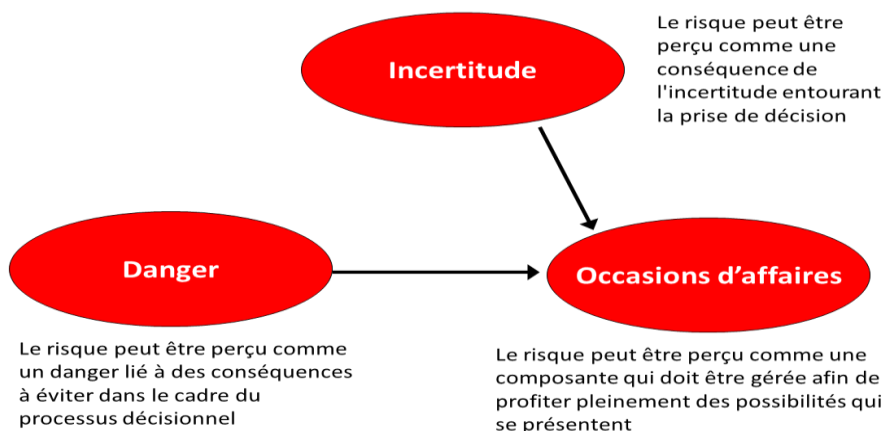 Incertitude
Le risque peut être
perçu comme une
conséquence de
l'incertitude entourant
la prise de décision
Danger
Le risque peut être perçu comme
un danger lié à des conséquences
à éviter dans le cadre du
processus décisionnel
Occasions d’affaires
Le risque peut être perçu comme une
composante qui doit être gérée afin de
profiter pleinement des possibilités qui
se présentent